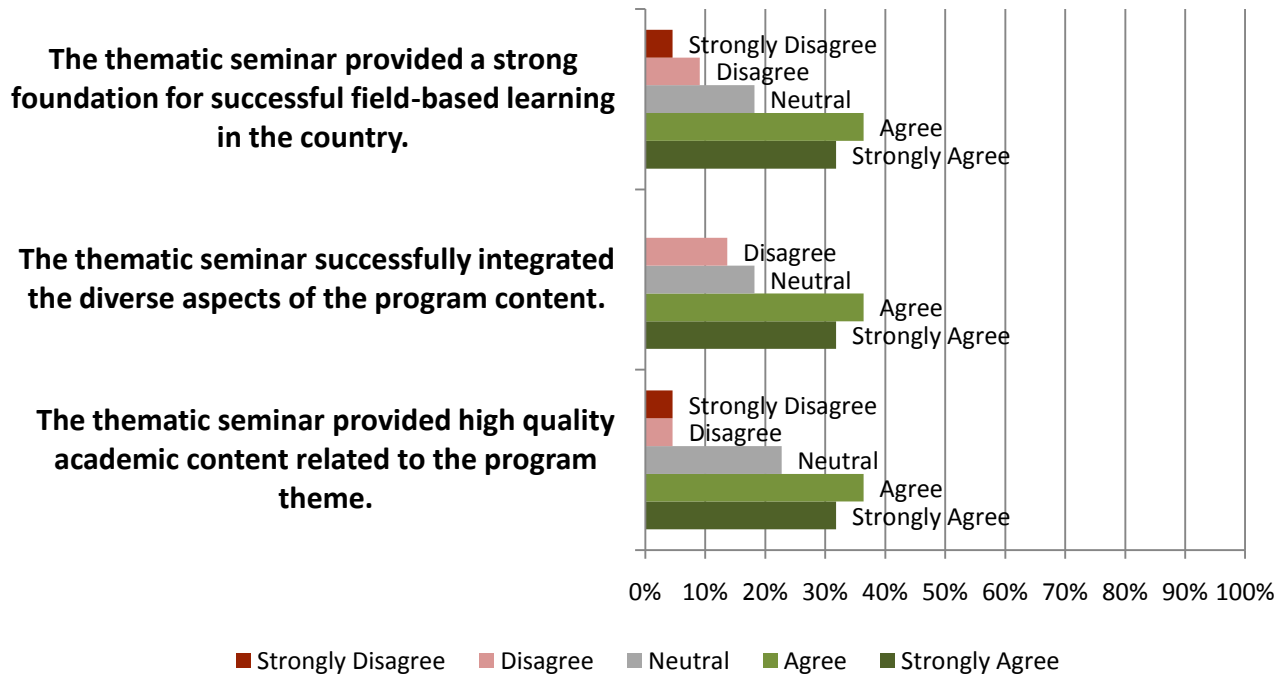 The thematic seminar provided a strong
foundation for successful field-based learning
in the country.
Strongly Disagree
Disagree
Neutral
Agree
Strongly Agree
The thematic seminar successfully integrated
the diverse aspects of the program content.
Disagree
Neutral
Agree
Strongly Agree
The thematic seminar provided high quality
academic content related to the program
theme.
Strongly Disagree
Disagree
Neutral
Agree
Strongly Agree
0% 10% 20% 30% 40% 50% 60% 70% 80% 90% 100%
Strongly Disagree Disagree Neutral Agree Strongly Agree